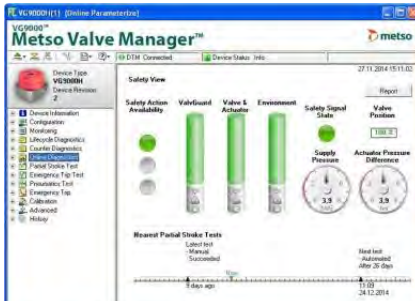 VG9000H(1) [Online Parameterize]
VG9000™
Metso Valve Manager™
metso
DTM Connected
Device Status Info
Device Type
VG9000H
Device Revision
2
Device Information
Configuration
Monitoring
Lifecycle Diagnostics
Counter Diagnostics
Online Diagnostics
Partial Stroke Test
Emergency Trip Test
Pneumatics Test
Emergency Trip
Calibration
Advanced
History
27.11.2014 15:11:02
Safety View
Report
Safety Action Availability
ValvGuard
Valve & Actuator
Environment
Safety Signal State
Valve Position
100.0
Supply Pressure
Actuator Pressure Difference
3.9
3.9
Nearest Partial Stroke Tests
Latest test
- Manual
- Succeeded
Next test
- Automated
After 26 days
Now
9 days ago
11:09
24.12.2014